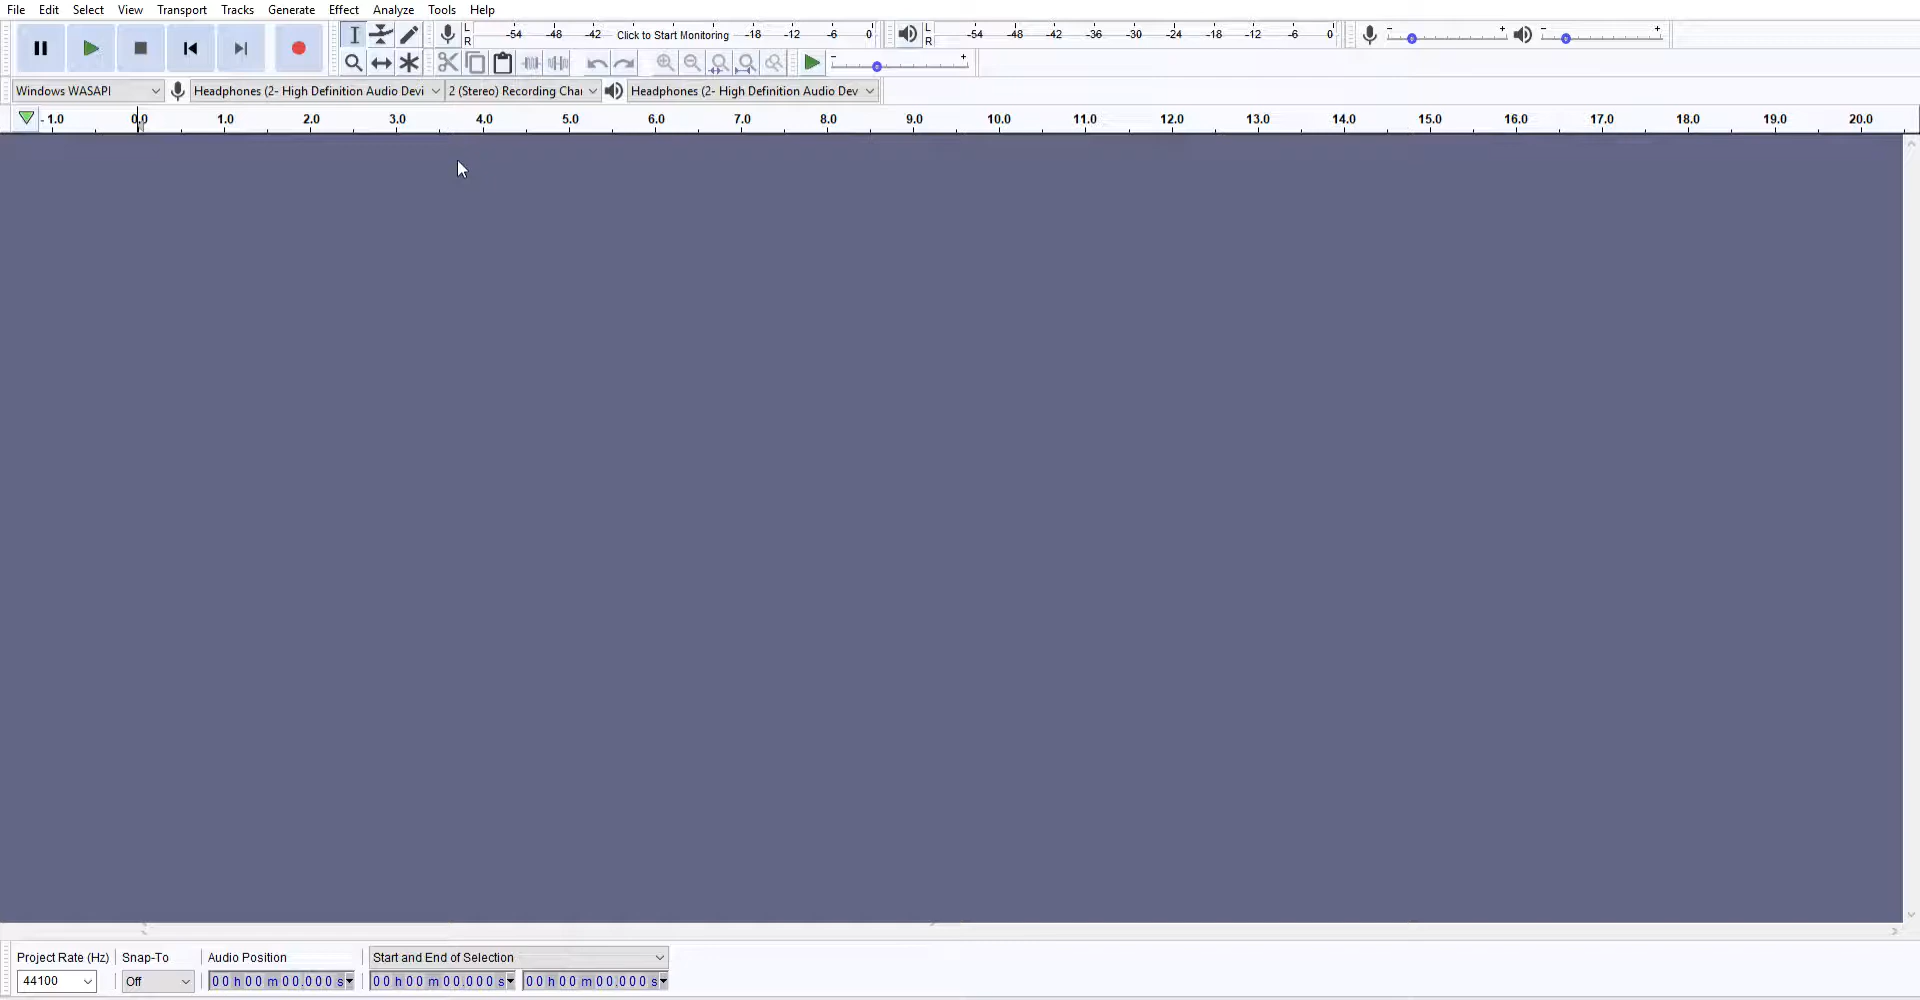 File Edit Select View Transport Tracks Generate Effect Analyze Tools Help
L -54 -48 -42 Click to Start Monitoring -18 -12 -6 0 L -54 -48 -42 -36 -30 -24 -18 -12 -6 0 - + - +
R R
- +
Windows WASAPI Headphones (2- High Definition Audio Devi 2 (Stereo) Recording Char Headphones (2- High Definition Audio Dev
- 1.0 0.0 1.0 2.0 3.0 4.0 5.0 6.0 7.0 8.0 9.0 10.0 11.0 12.0 13.0 14.0 15.0 16.0 17.0 18.0 19.0 20.0
Project Rate (Hz) Snap-To Audio Position Start and End of Selection
44100 Off 00 h 00 m 00.000 s 00 h 00 m 00.000 s 00 h 00 m 00.000 s